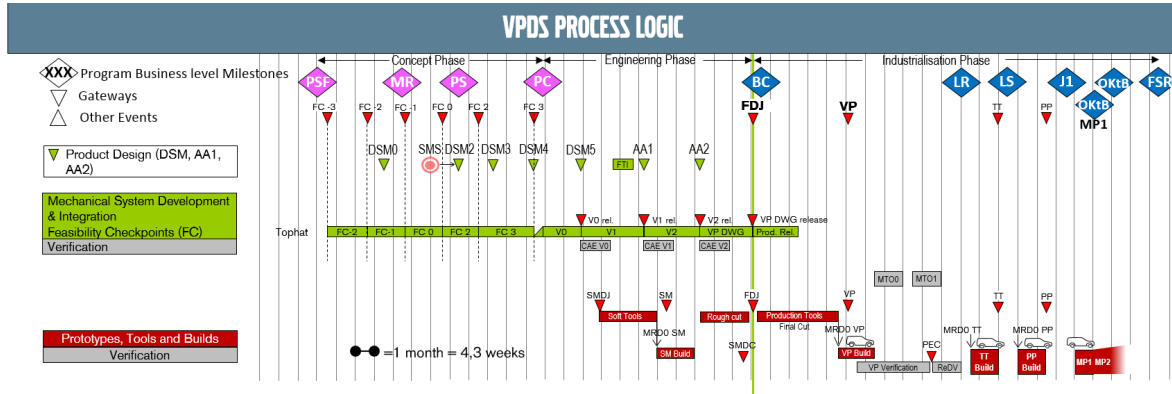 VPDS PROCESS LOGIC
Concept Phase
Engineering Phase
Industrialisation Phase
XXX Program Business level Milestones
Gateways
Other Events
PSF
MR
PS
PC
BC
LR
LS
J1
OKtB
OKtB
FSR
MP1
FC -3
FC -2
FC -1
FC 0
FC 2
FC 3
FDJ
VP
TT
PP
Product Design (DSM, AA1,
AA2)
DSM0
SMS
DSM2
DSM3
DSM4
DSM5
FTI
AA1
AA2
Mechanical System Development
& Integration
Feasibility Checkpoints (FC)
Verification
V0 rel.
V1 rel.
V2 rel.
VP DWG release
Tophat
FC-2
FC-1
FC 0
FC 2
FC 3
V0
V1
V2
VP DWG
Prod. Rel.
CAE V0
CAE V1
CAE V2
MTO0
MTO1
SMDJ
SM
FDJ
VP
TT
PP
Soft Tools
Rough cut
Production Tools
Final Cut
Prototypes, Tools and Builds
Verification
=1 month = 4,3 weeks
MRD0 SM
MRD0 VP
MRD0 TT
MRD0 PP
SM Build
SMDC
VP Build
PEC
VP Verification
ReDV
TT
Build
PP
Build
MP1 MP2